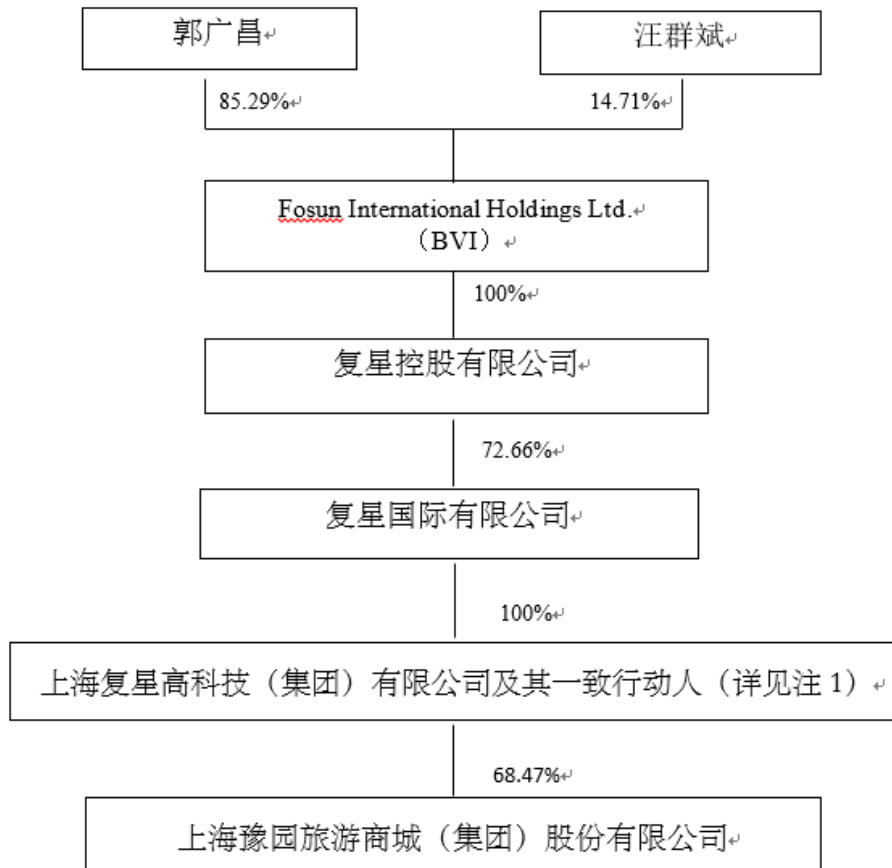 郭广昌
汪群斌
85.29%
14.71%
Fosun International Holdings Ltd.
（BVI）
100%
复星控股有限公司
72.66%
复星国际有限公司
100%
上海复星高科技（集团）有限公司及其一致行动人（详见注 1）
68.47%
上海豫园旅游商城（集团）股份有限公司